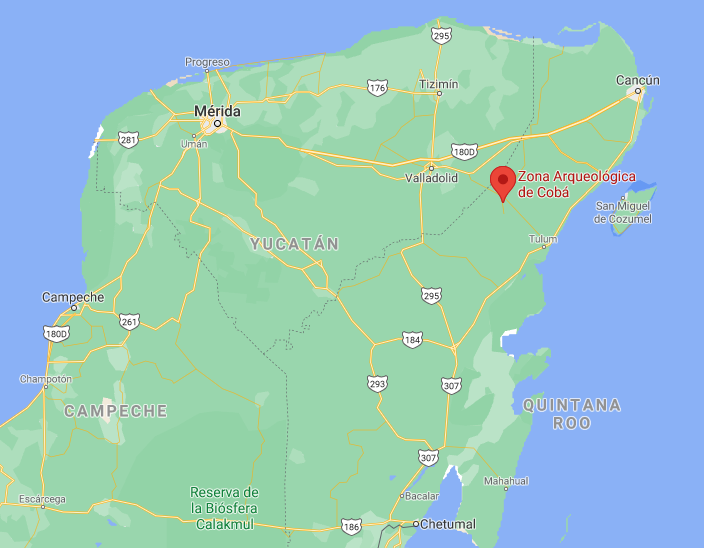 295
Progreso
176
Tizimín
Cancún
Mérida
281
Umán
180D
Valladolid
Zona Arqueológica
de Cobá
San Miguel
de Cozumel
YUCATÁN
Tulum
Campeche
295
261
180D
184
Champotón
293
307
CAMPECHE
QUINTANA
ROO
307
Mahahual
Reserva de
la Biósfera
Calakmul
Bacalar
Escárcega
186
Chetumal